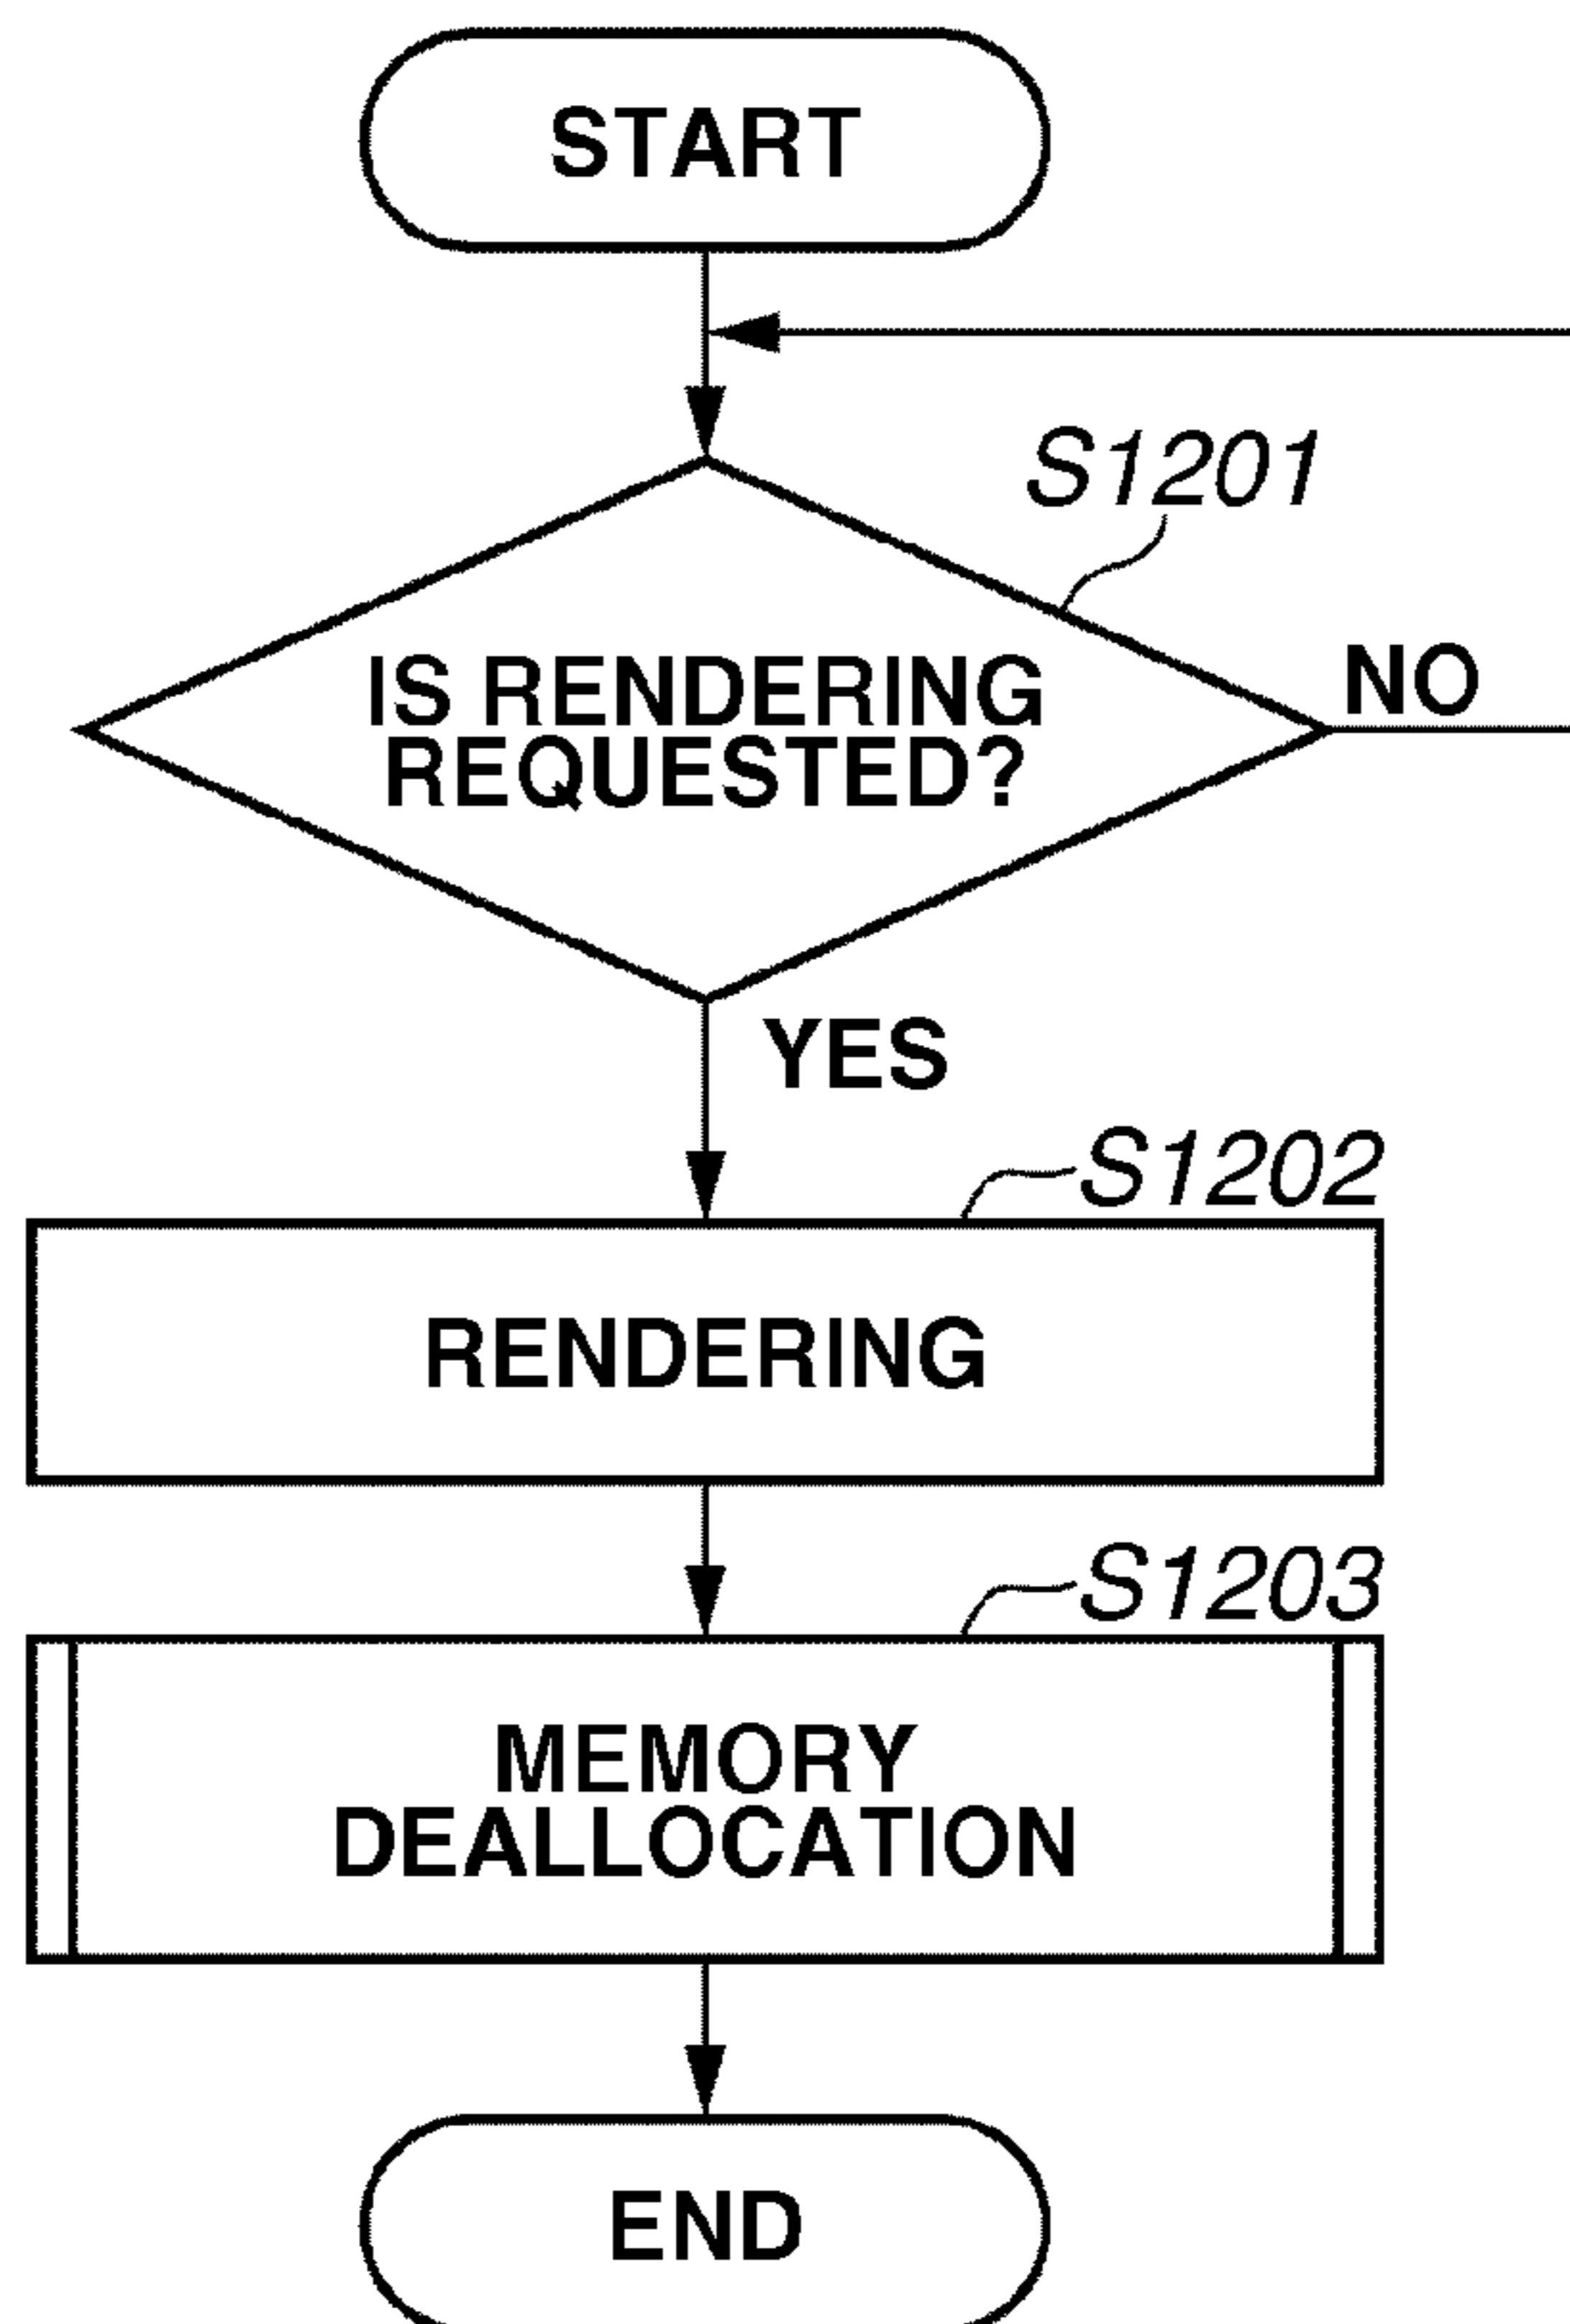 START
S1201
IS RENDERING
REQUESTED?
NO
YES
S1202
RENDERING
S1203
MEMORY
DEALLOCATION
END